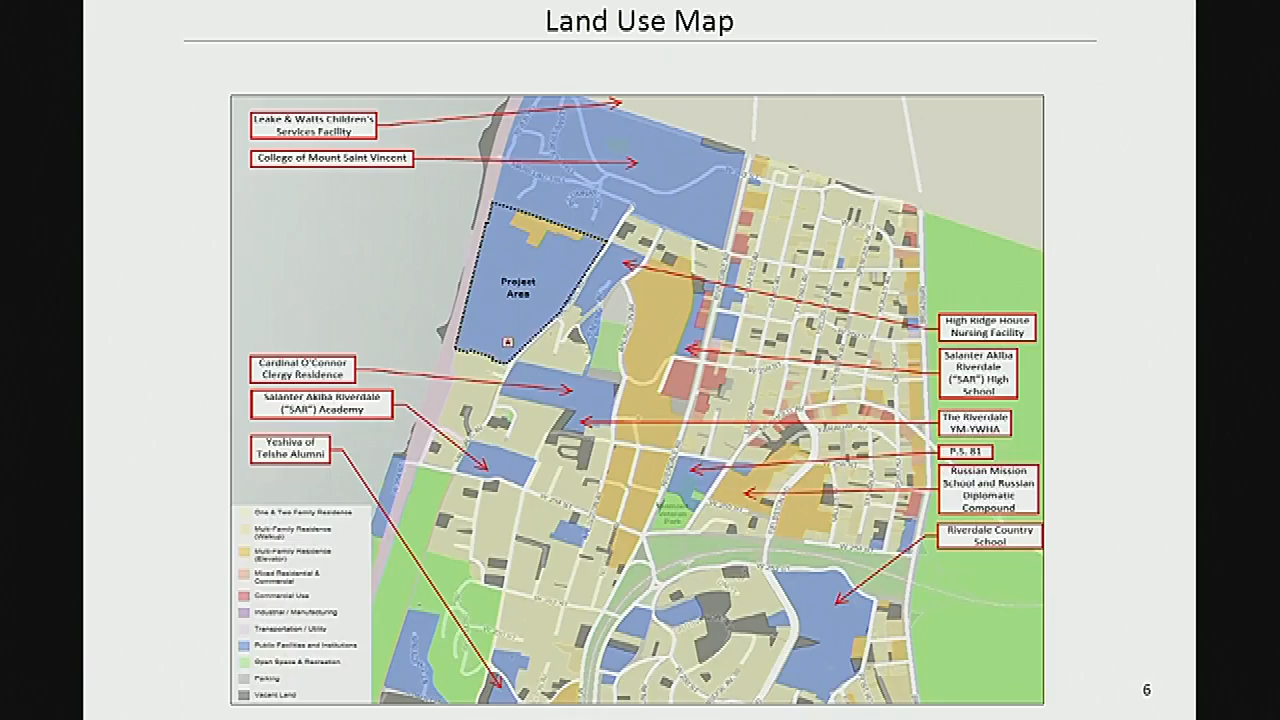 Land Use Map
Leake & Watts Children's
Services Facility
College of Mount Saint Vincent
Project
Area
High Ridge House
Nursing Facility
Cardinal O'Connor
Clergy Residence
Salanter Akiba
Riverdale
("SAR") High
School
Salanter Akiba Riverdale
("SAR") Academy
The Riverdale
YM-YWHA
Yeshiva of
Telshe Alumni
P.S. 81
Russian Mission
School and Russian
Diplomatic
Compound
Riverdale Country
School
One & Two Family Residence
Multi-Family Residence
(Walkup)
Multi-Family Residence
(Elevator)
Mixed Residential &
Commercial
Commercial Use
Industrial / Manufacturing
Transportation / Utility
Public Facilities and Institutions
Open Space & Recreation
Parking
Vacant Land
6